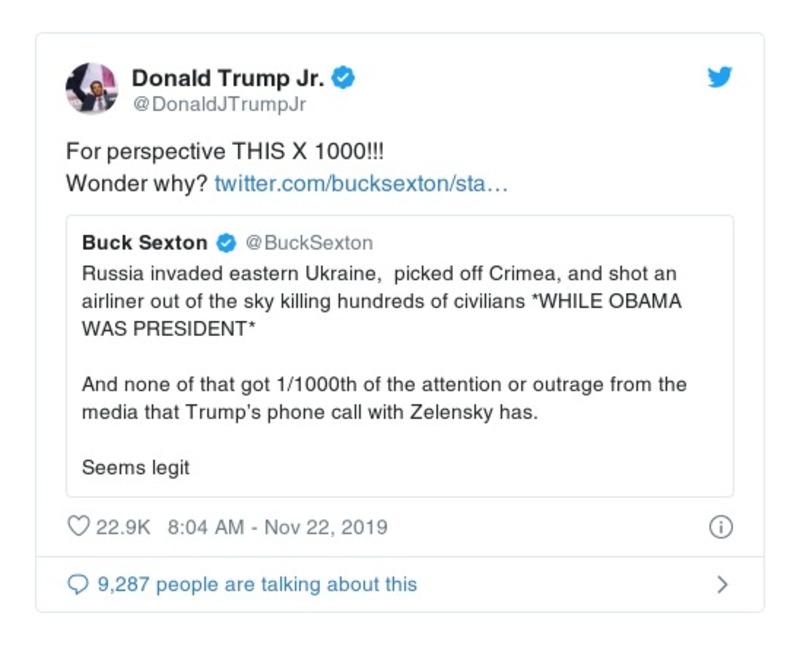 Donald Trump Jr.
@DonaldJTrumpJr
For perspective THIS X 1000!!!
Wonder why? twitter.com/bucksexton/sta…
Buck Sexton @BuckSexton
Russia invaded eastern Ukraine,  picked off Crimea, and shot an
airliner out of the sky killing hundreds of civilians *WHILE OBAMA
WAS PRESIDENT*
And none of that got 1/1000th of the attention or outrage from the
media that Trump's phone call with Zelensky has.
Seems legit
22.9K 8:04 AM - Nov 22, 2019
9,287 people are talking about this